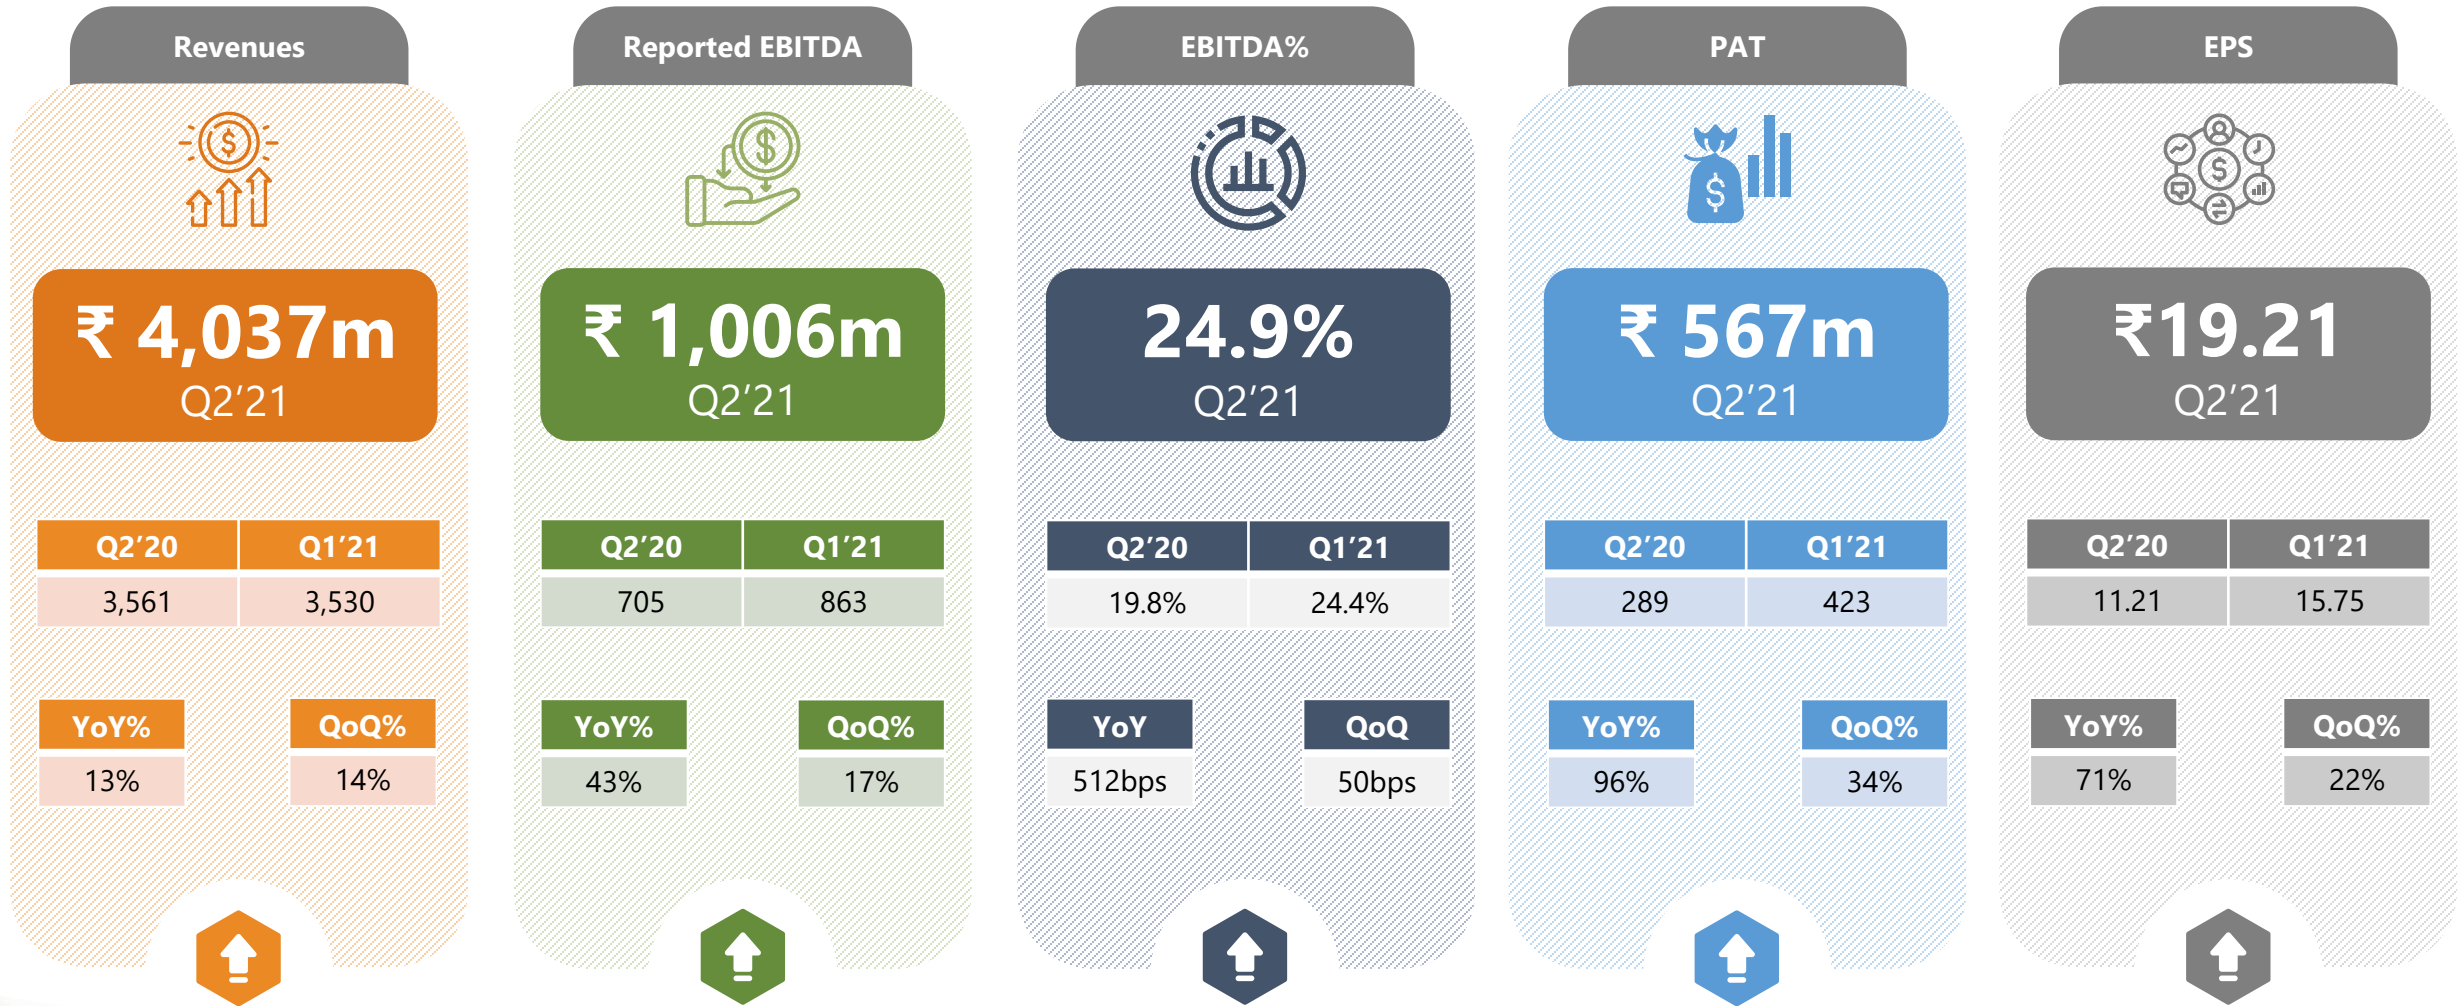 Revenues
₹ 4,037m
Q2’21
Q2’20 Q1’21
3,561 3,530
YoY% QoQ%
13% 14%
Reported EBITDA
₹ 1,006m
Q2’21
Q2’20 Q1’21
705 863
YoY% QoQ%
43% 17%
EBITDA%
24.9%
Q2’21
Q2’20 Q1’21
19.8% 24.4%
YoY QoQ
512bps 50bps
PAT
₹ 567m
Q2’21
Q2’20 Q1’21
289 423
YoY% QoQ%
96% 34%
EPS
₹19.21
Q2’21
Q2’20 Q1’21
11.21 15.75
YoY% QoQ%
71% 22%